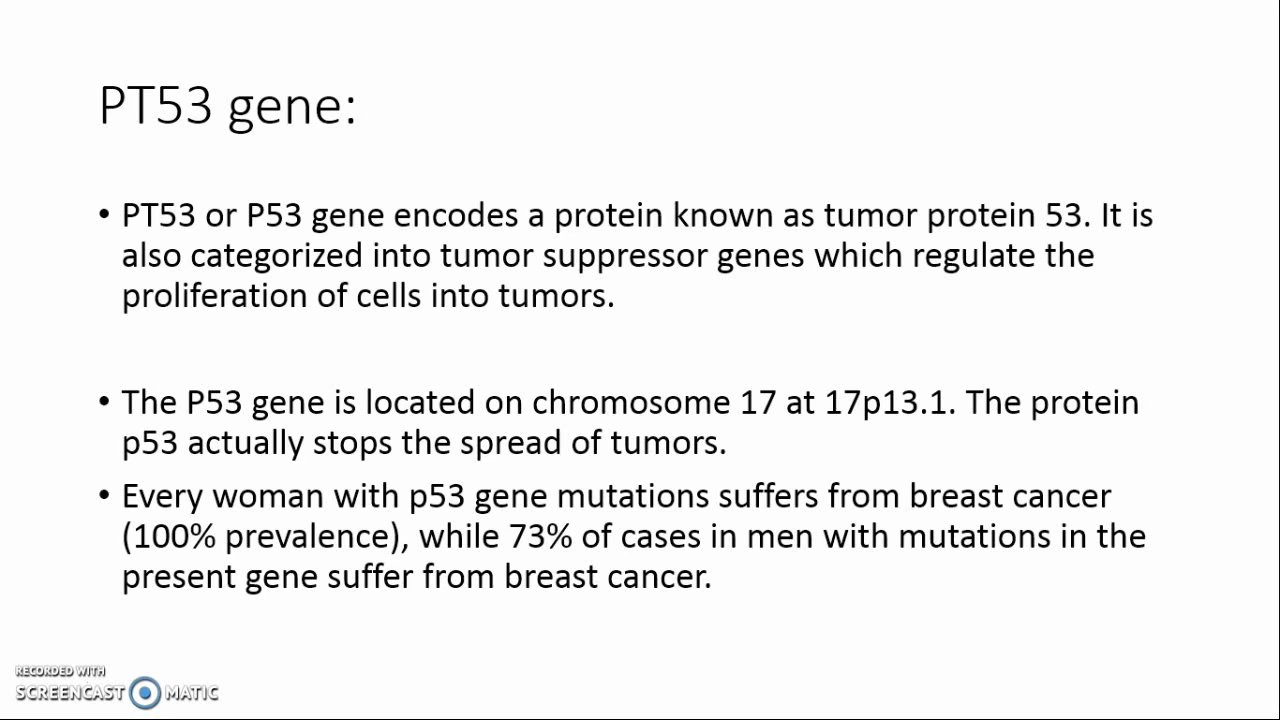 PT53 gene:
• PT53 or P53 gene encodes a protein known as tumor protein 53. It is
also categorized into tumor suppressor genes which regulate the
proliferation of cells into tumors.
• The P53 gene is located on chromosome 17 at 17p13.1. The protein
p53 actually stops the spread of tumors.
• Every woman with p53 gene mutations suffers from breast cancer
(100% prevalence), while 73% of cases in men with mutations in the
present gene suffer from breast cancer.
RECORDED WITH
SCREENCAST MATIC